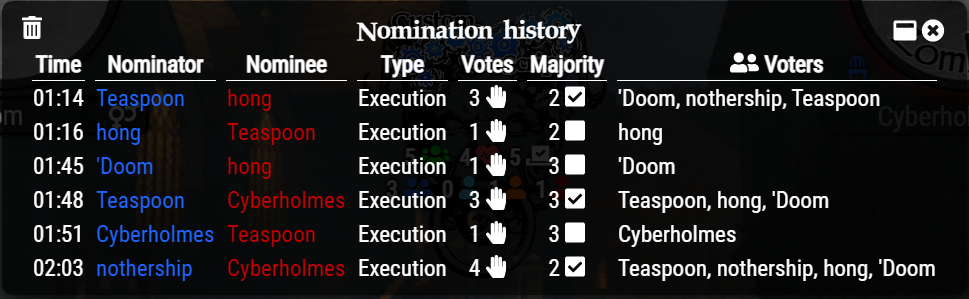 Nomination history
Time Nominator Nominee Type Votes Majority Voters
01:14 Teaspoon hong Execution 3 2 'Doom, nothership, Teaspoon
01:16 hong Teaspoon Execution 1 2 hong
01:45 'Doom hong Execution 1 3 'Doom
01:48 Teaspoon Cyberholmes Execution 3 3 Teaspoon, hong, 'Doom
01:51 Cyberholmes Teaspoon Execution 1 3 Cyberholmes
02:03 nothership Cyberholmes Execution 4 2 Teaspoon, nothership, hong, 'Doom